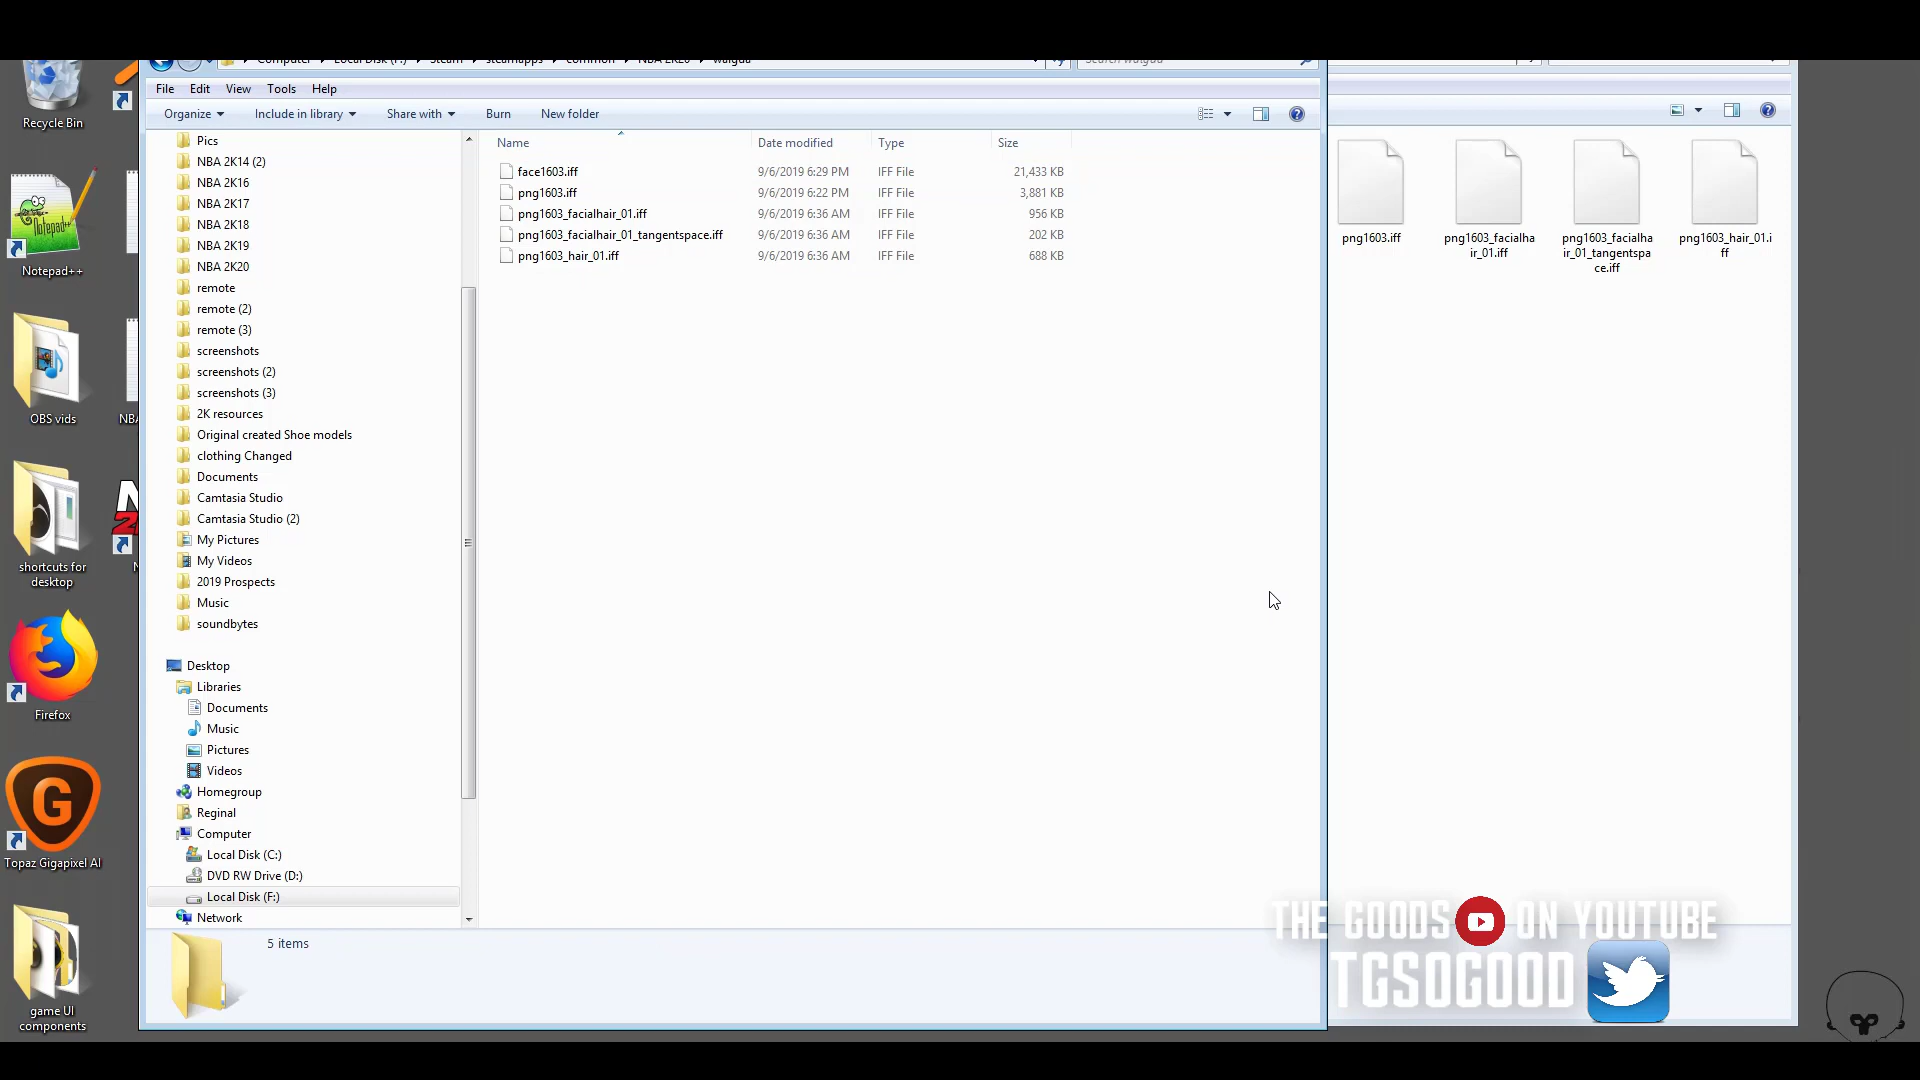 Computer
Local Disk (F:)
Steam
steamapps
common
NBA 2K20
File
Edit
View
Tools
Help
Organize
Include in library
Share with
Burn
New folder
Name
Date modified
Type
Size
face1603.iff
9/6/2019 6:29 PM
IFF File
21,433 KB
png1603.iff
9/6/2019 6:22 PM
IFF File
3,881 KB
png1603_facialhair_01.iff
9/6/2019 6:36 AM
IFF File
956 KB
png1603_facialhair_01_tangentspace.iff
9/6/2019 6:36 AM
IFF File
202 KB
png1603_hair_01.iff
9/6/2019 6:36 AM
IFF File
688 KB
Pics
NBA 2K14 (2)
NBA 2K16
NBA 2K17
NBA 2K18
NBA 2K19
NBA 2K20
remote
remote (2)
remote (3)
screenshots
screenshots (2)
screenshots (3)
2K resources
Original created Shoe models
clothing Changed
Documents
Camtasia Studio
Camtasia Studio (2)
My Pictures
My Videos
2019 Prospects
Music
soundbytes
Desktop
Libraries
Documents
Music
Pictures
Videos
Homegroup
Reginal
Computer
Local Disk (C:)
DVD RW Drive (D:)
Local Disk (F:)
Network
5 items
png1603.iff
png1603_facialha
ir_01.iff
png1603_facialha
ir_01_tangentspa
ce.iff
png1603_hair_01.i
ff
Recycle Bin
Notepad++
OBS vids
shortcuts for
desktop
Firefox
Topaz Gigapixel AI
game UI
components
THE GOODS ON YOUTUBE
TGSOGOOD